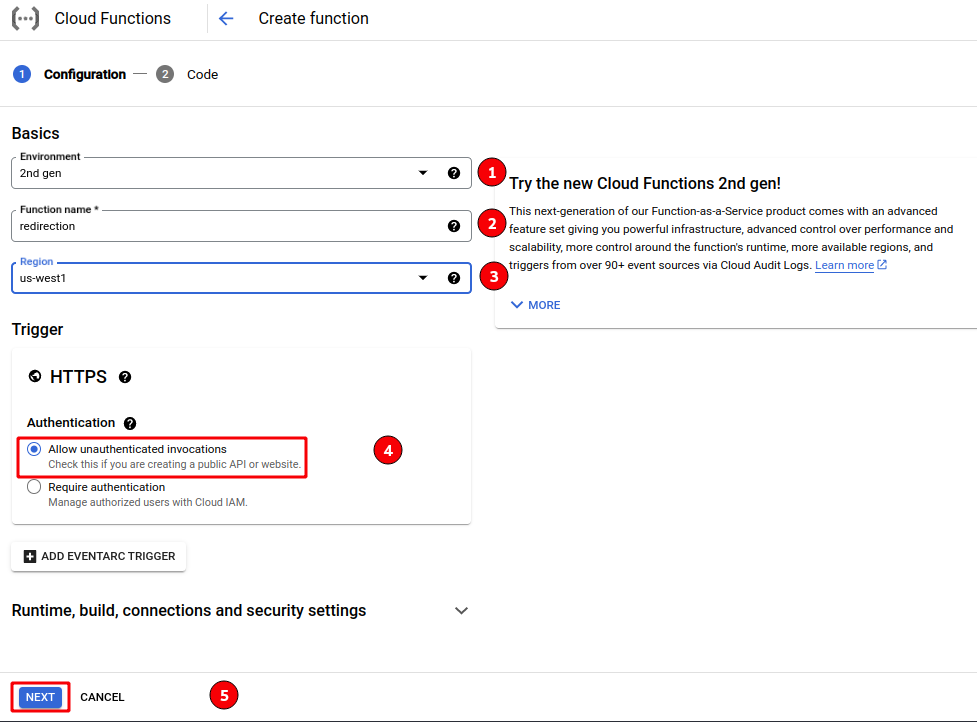 Cloud Functions
Create function
1 Configuration — 2 Code
Basics
Environment
2nd gen
1
Function name *
redirection
2
Region
us-west1
3
Try the new Cloud Functions 2nd gen!
This next-generation of our Function-as-a-Service product comes with an advanced
feature set giving you powerful infrastructure, advanced control over performance and
scalability, more control around the function's runtime, more available regions, and
triggers from over 90+ event sources via Cloud Audit Logs. Learn more
MORE
Trigger
HTTPS
Authentication
Allow unauthenticated invocations
Check this if you are creating a public API or website.
4
Require authentication
Manage authorized users with Cloud IAM.
ADD EVENTARC TRIGGER
Runtime, build, connections and security settings
NEXT
CANCEL
5